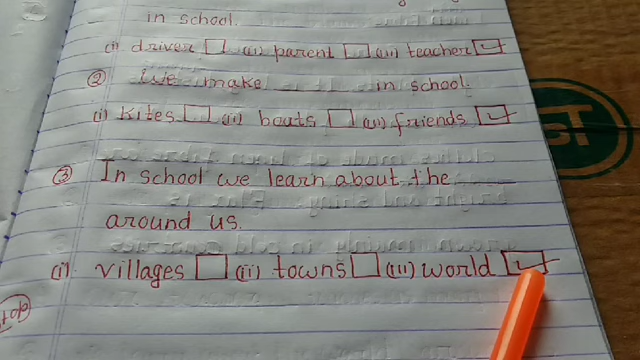 in school.
(i) driver (ii) parent (iii) teacher
② We make in school.
(i) kites (ii) boats (iii) friends
③ In school we learn about the
around us.
(i) villages (ii) towns (iii) world
ST